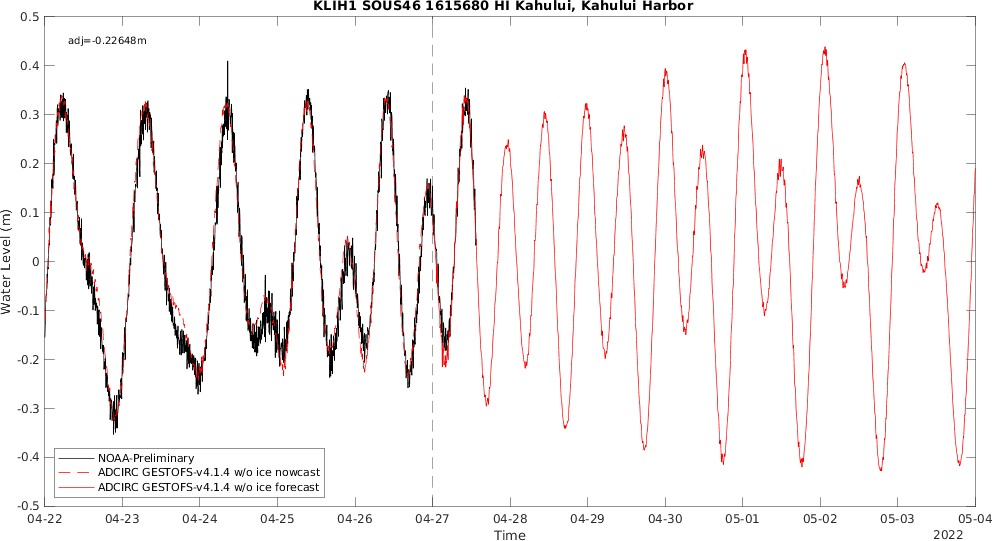 KLIH1 SOUS46 1615680 HI Kahului, Kahului Harbor
adj=-0.22648m
0.5
0.4
0.3
0.2
0.1
0
-0.1
-0.2
-0.3
-0.4
-0.5
Water Level (m)
NOAA-Preliminary
ADCIRC GESTOFS-v4.1.4 w/o ice nowcast
ADCIRC GESTOFS-v4.1.4 w/o ice forecast
04-22 04-23 04-24 04-25 04-26 04-27 04-28 04-29 04-30 05-01 05-02 05-03 05-04
Time
2022